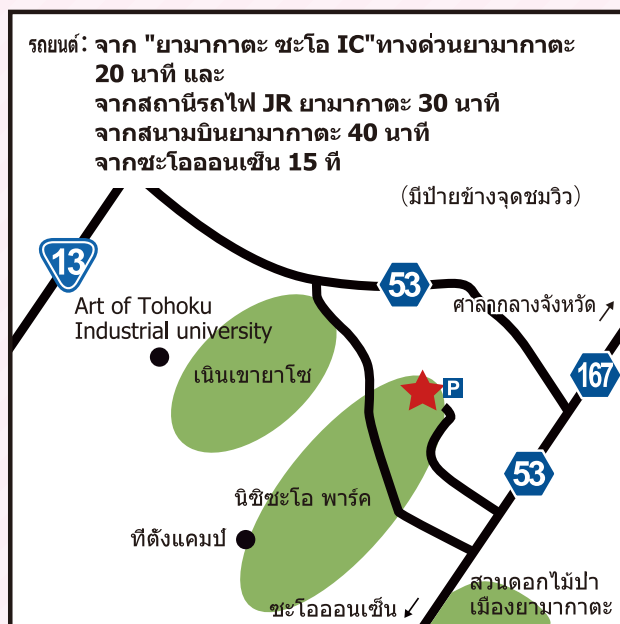 รถยนต์: จาก "ยามากาตะ ซะโอ IC"ทางด่วนยามากาตะ
20 นาที และ
จากสถานีรถไฟ JR ยามากาตะ 30 นาที
จากสนามบินยามากาตะ 40 นาที
จากซะโอออนเซ็น 15 ที
(มีป้ายข้างจุดชมวิว)
13
53
Art of Tohoku
Industrial university
ศาลากลางจังหวัด
เนินเขายาโซ
167
P
53
นิซิซะโอ พาร์ค
ที่ตั้งแคมป์
สวนดอกไม้ป่า
เมืองยามากาตะ
ซะโอออนเซ็น